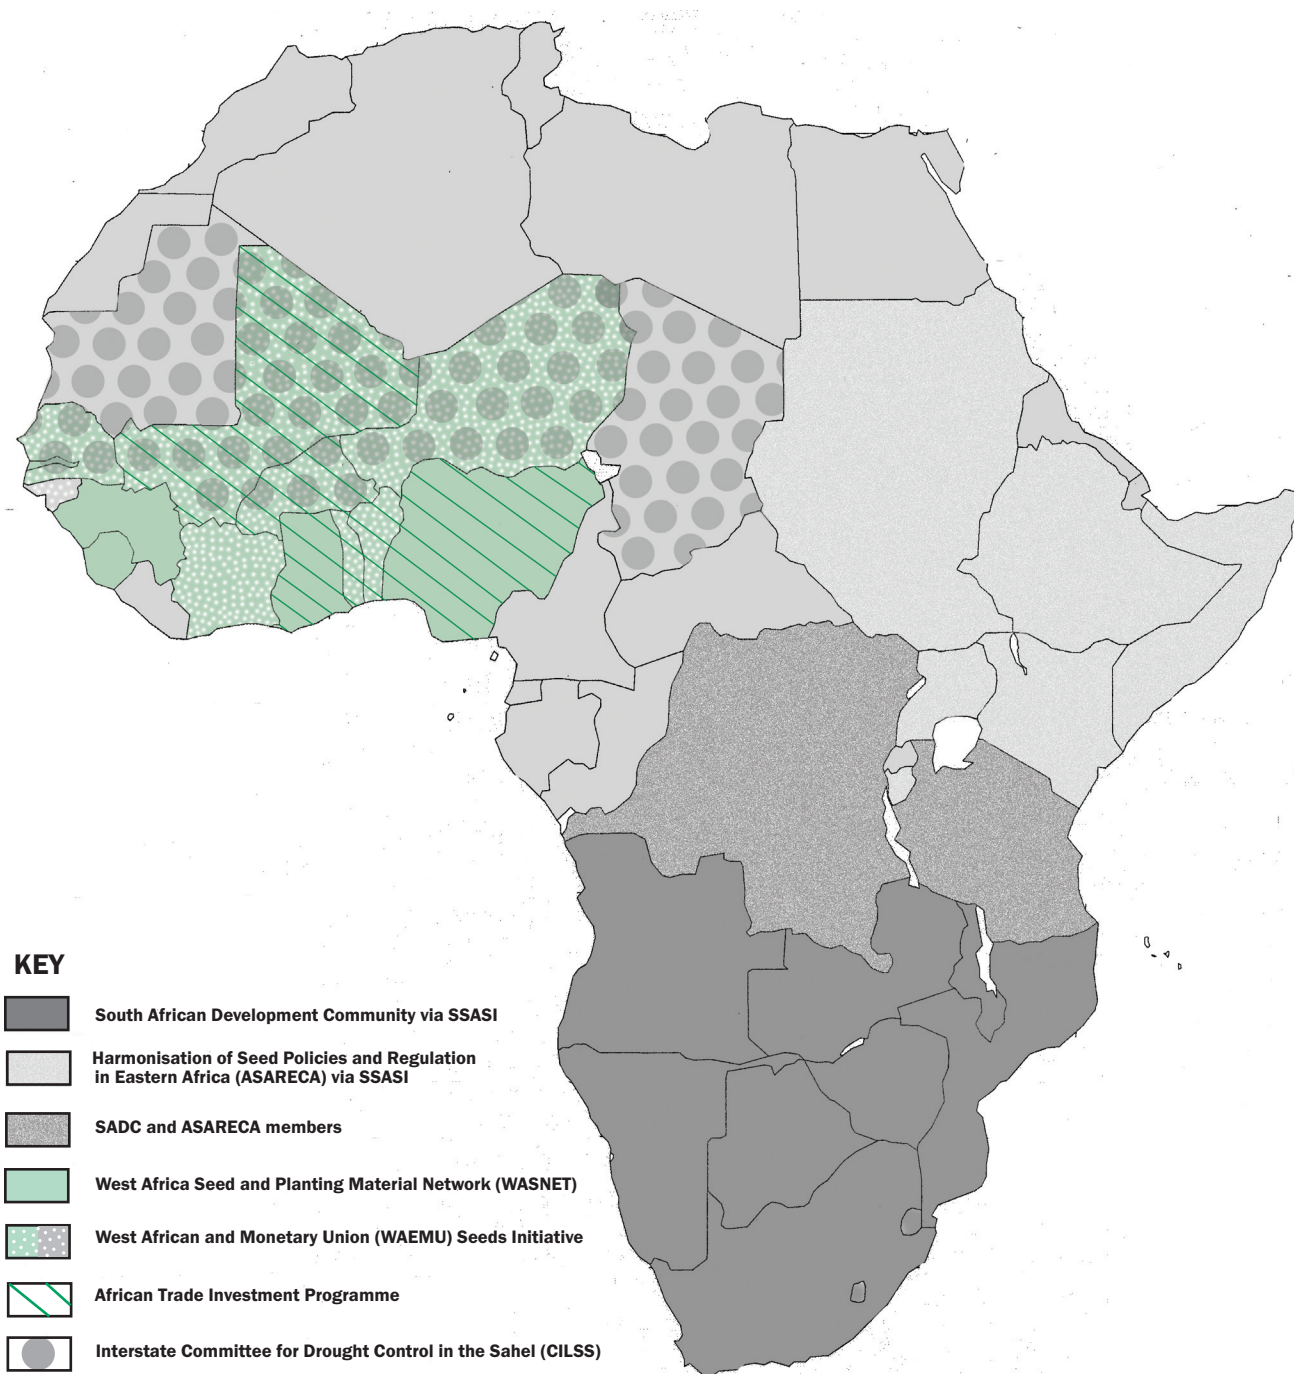 KEY
South African Development Community via SSASI
Harmonisation of Seed Policies and Regulation
in Eastern Africa (ASARECA) via SSASI
SADC and ASARECA members
West Africa Seed and Planting Material Network (WASNET)
West African and Monetary Union (WAEMU) Seeds Initiative
African Trade Investment Programme
Interstate Committee for Drought Control in the Sahel (CILSS)